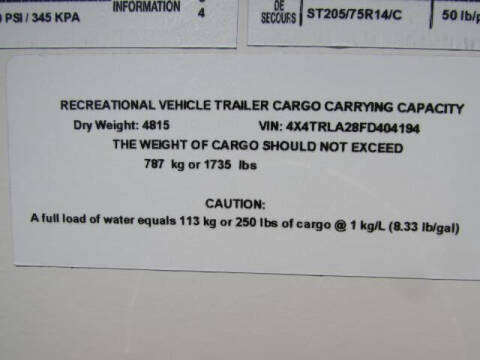 PSI / 345 KPA
INFORMATION
4
DE
SECOURS
ST205/75R14/C
50 lb/p
RECREATIONAL VEHICLE TRAILER CARGO CARRYING CAPACITY
Dry Weight: 4815 VIN: 4X4TRLA28FD404194
THE WEIGHT OF CARGO SHOULD NOT EXCEED
787 kg or 1735 lbs
CAUTION:
A full load of water equals 113 kg or 250 lbs of cargo @ 1 kg/L (8.33 lb/gal)